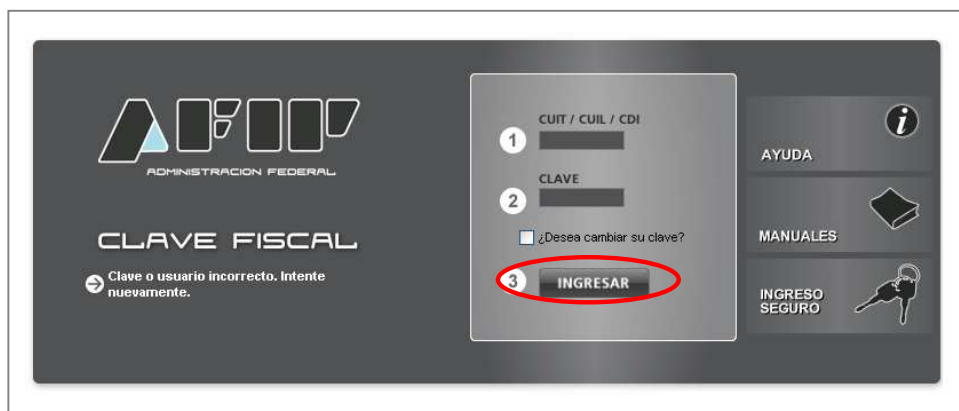 AFIP
ADMINISTRACION FEDERAL
CLAVE FISCAL
Clave o usuario incorrecto. Intente
nuevamente.
CUIT / CUIL / CDI
1
CLAVE
2
¿Desea cambiar su clave?
3 INGRESAR
AYUDA
i
MANUALES
INGRESO
SEGURO